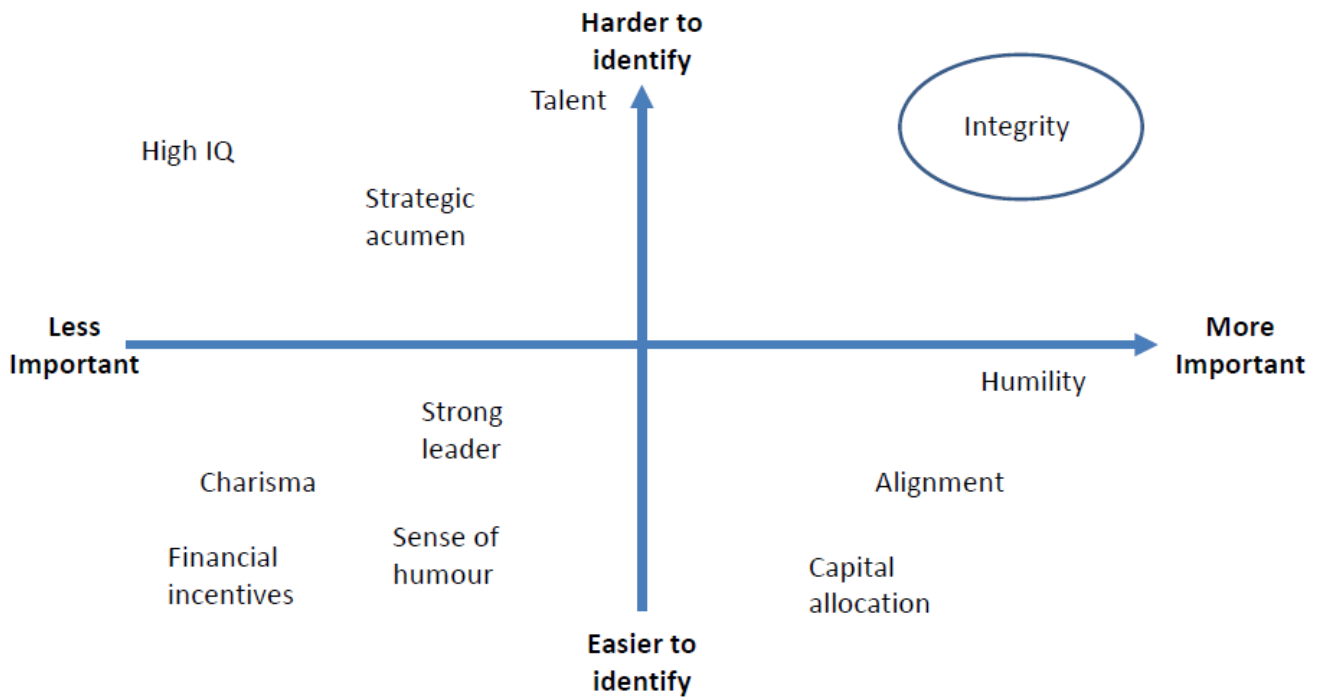 Harder to
identify
Talent
Integrity
High IQ
Strategic
acumen
Less
Important
More
Important
Humility
Strong
leader
Charisma
Alignment
Sense of
humour
Financial
incentives
Capital
allocation
Easier to
identify